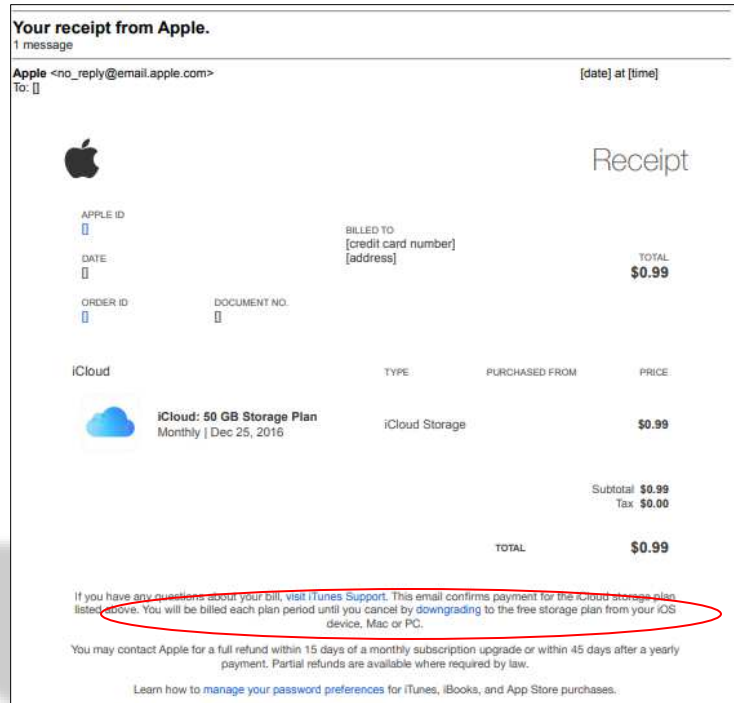 Your receipt from Apple.
1 message
Apple <no_reply@email.apple.com> [date] at [time]
To: []
Receipt
APPLE ID
[]
BILLED TO
[credit card number]
[address]
DATE
[]
TOTAL
$0.99
ORDER ID DOCUMENT NO.
[] []
iCloud TYPE PURCHASED FROM PRICE
iCloud: 50 GB Storage Plan
Monthly | Dec 25, 2016
iCloud Storage $0.99
Subtotal $0.99
Tax $0.00
TOTAL $0.99
If you have any questions about your bill, visit iTunes Support. This email confirms payment for the iCloud storage plan
listed above. You will be billed each plan period until you cancel by downgrading to the free storage plan from your iOS
device, Mac or PC.
You may contact Apple for a full refund within 15 days of a monthly subscription upgrade or within 45 days after a yearly
payment. Partial refunds are available where required by law.
Learn how to manage your password preferences for iTunes, iBooks, and App Store purchases.